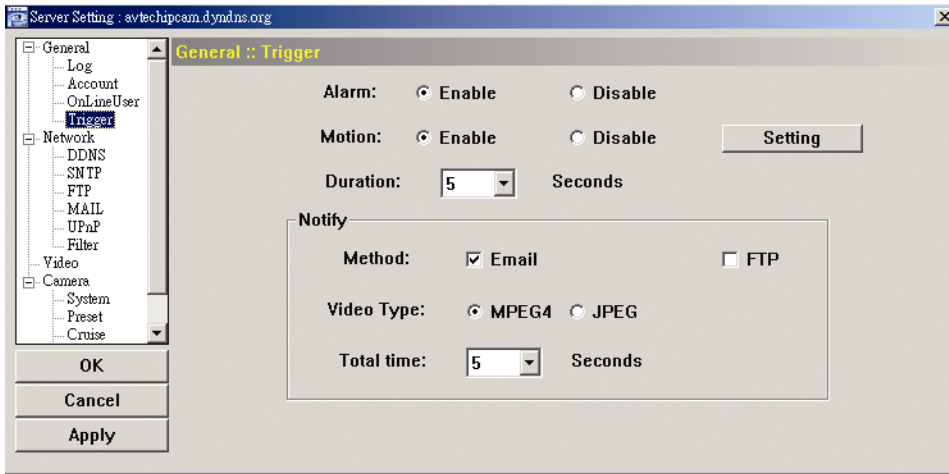 Server Setting : avtechipcam.dyndns.org
General
Log
Account
OnLineUser
Trigger
Network
DDNS
SNTP
FTP
MAIL
UPnP
Filter
Video
Camera
System
Preset
Cruise
OK
Cancel
Apply
General :: Trigger
Alarm: Enable Disable
Motion: Enable Disable Setting
Duration: 5 Seconds
Notify
Method: Email FTP
Video Type: MPEG4 JPEG
Total time: 5 Seconds